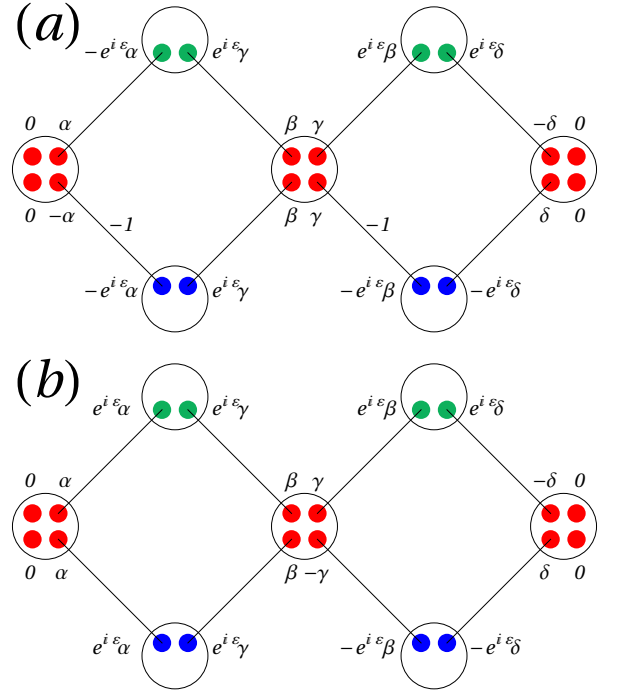 (a)
−e^{iε}α e^{iε}γ e^{iε}β e^{iε}δ
0 α β γ −δ 0
0 −α β γ δ 0
−1 −1
−e^{iε}α e^{iε}γ −e^{iε}β −e^{iε}δ
(b)
e^{iε}α e^{iε}γ e^{iε}β e^{iε}δ
0 α β γ −δ 0
0 α β −γ δ 0
e^{iε}α e^{iε}γ −e^{iε}β −e^{iε}δ